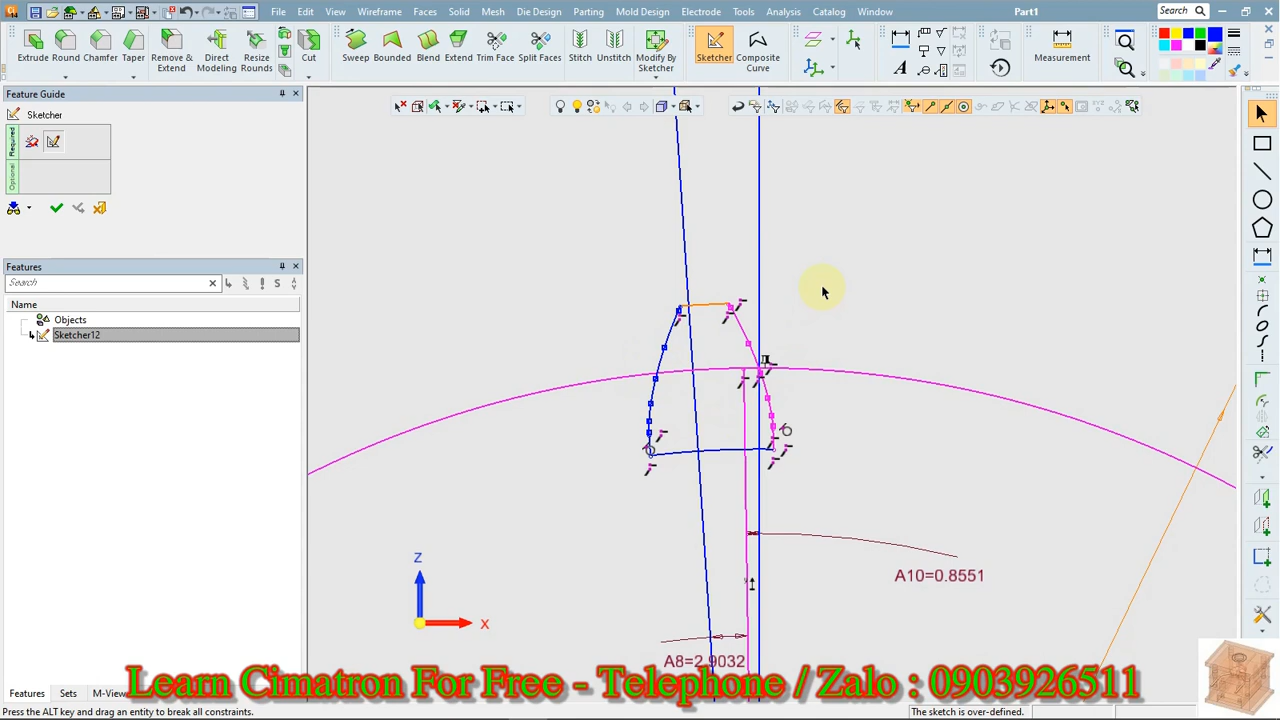 File Edit View Wireframe Faces Solid Mesh Die Design Parting Mold Design Electrode Tools Analysis Catalog Window Part1 Search
Extrude Round Chamfer Taper Remove & Extend Direct Modeling Resize Rounds Cut Sweep Bounded Blend Extend Trim Face Split Faces Stitch Unstitch Modify By Sketcher Sketcher Composite Curve Measurement
Feature Guide
Sketcher
Required
Optional
Features
Search
S
Name
Objects
Sketcher12
A10=0.8551
Z
X
A8=2.9032
Features Sets M-View
Learn Cimatron For Free - Telephone / Zalo : 0903926511
Press the ALT key and drag an entity to break all constraints.
The sketch is over-defined.